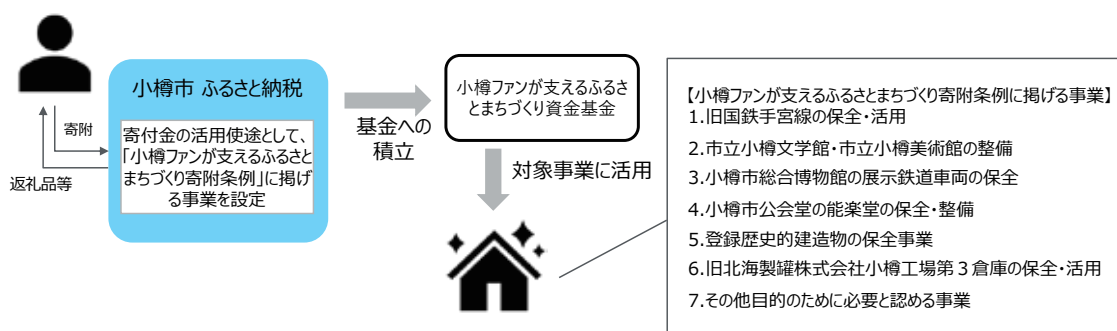 小樽市 ふるさと納税
寄附
返礼品等
寄付金の活用使途として、
「小樽ファンが支えるふるさと
まちづくり寄附条例」に掲げ
る事業を設定
基金への
積立
小樽ファンが支えるふるさ
とまちづくり資金基金
対象事業に活用
【小樽ファンが支えるふるさとまちづくり寄附条例に掲げる事業】
1.旧国鉄手宮線の保全・活用
2.市立小樽文学館・市立小樽美術館の整備
3.小樽市総合博物館の展示鉄道車両の保全
4.小樽市公会堂の能楽堂の保全・整備
5.登録歴史的建造物の保全事業
6.旧北海製罐株式会社小樽工場第3倉庫の保全・活用
7.その他目的のために必要と認める事業